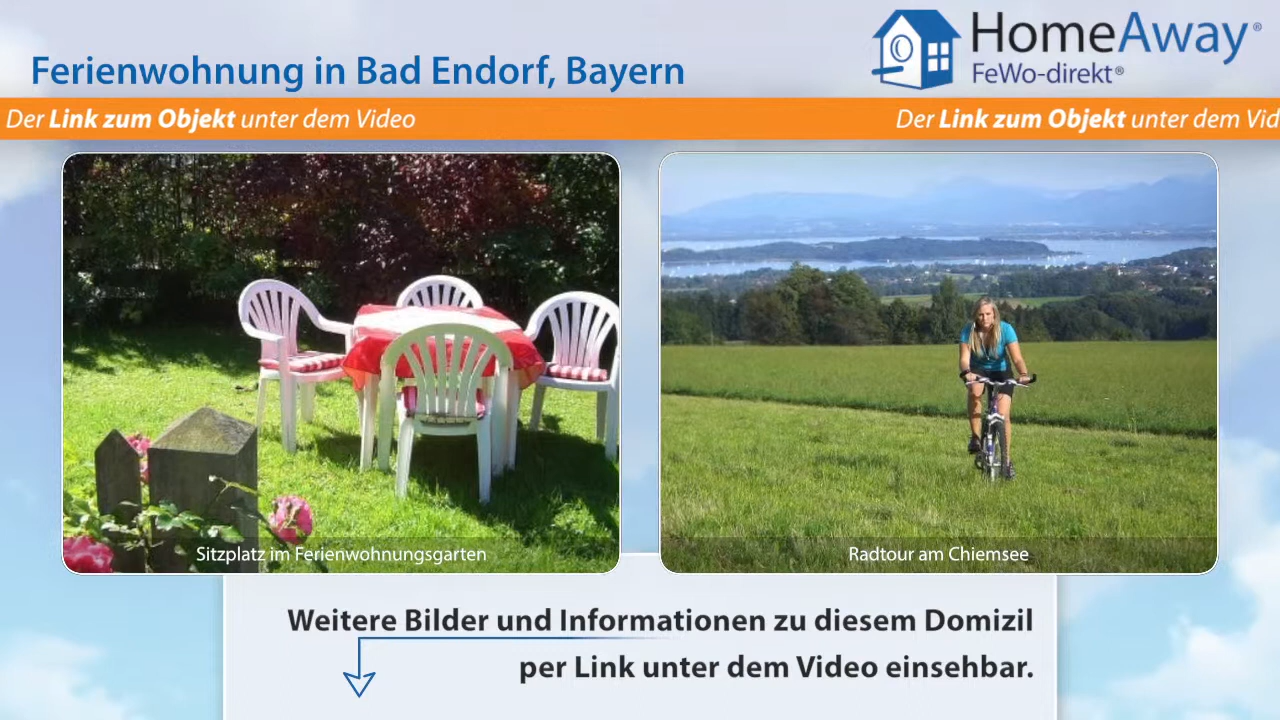 HomeAway®
FeWo-direkt®
Ferienwohnung in Bad Endorf, Bayern
Der Link zum Objekt unter dem Video
Der Link zum Objekt unter dem Vid
Sitzplatz im Ferienwohnungsgarten
Radtour am Chiemsee
Weitere Bilder und Informationen zu diesem Domizil
per Link unter dem Video einsehbar.